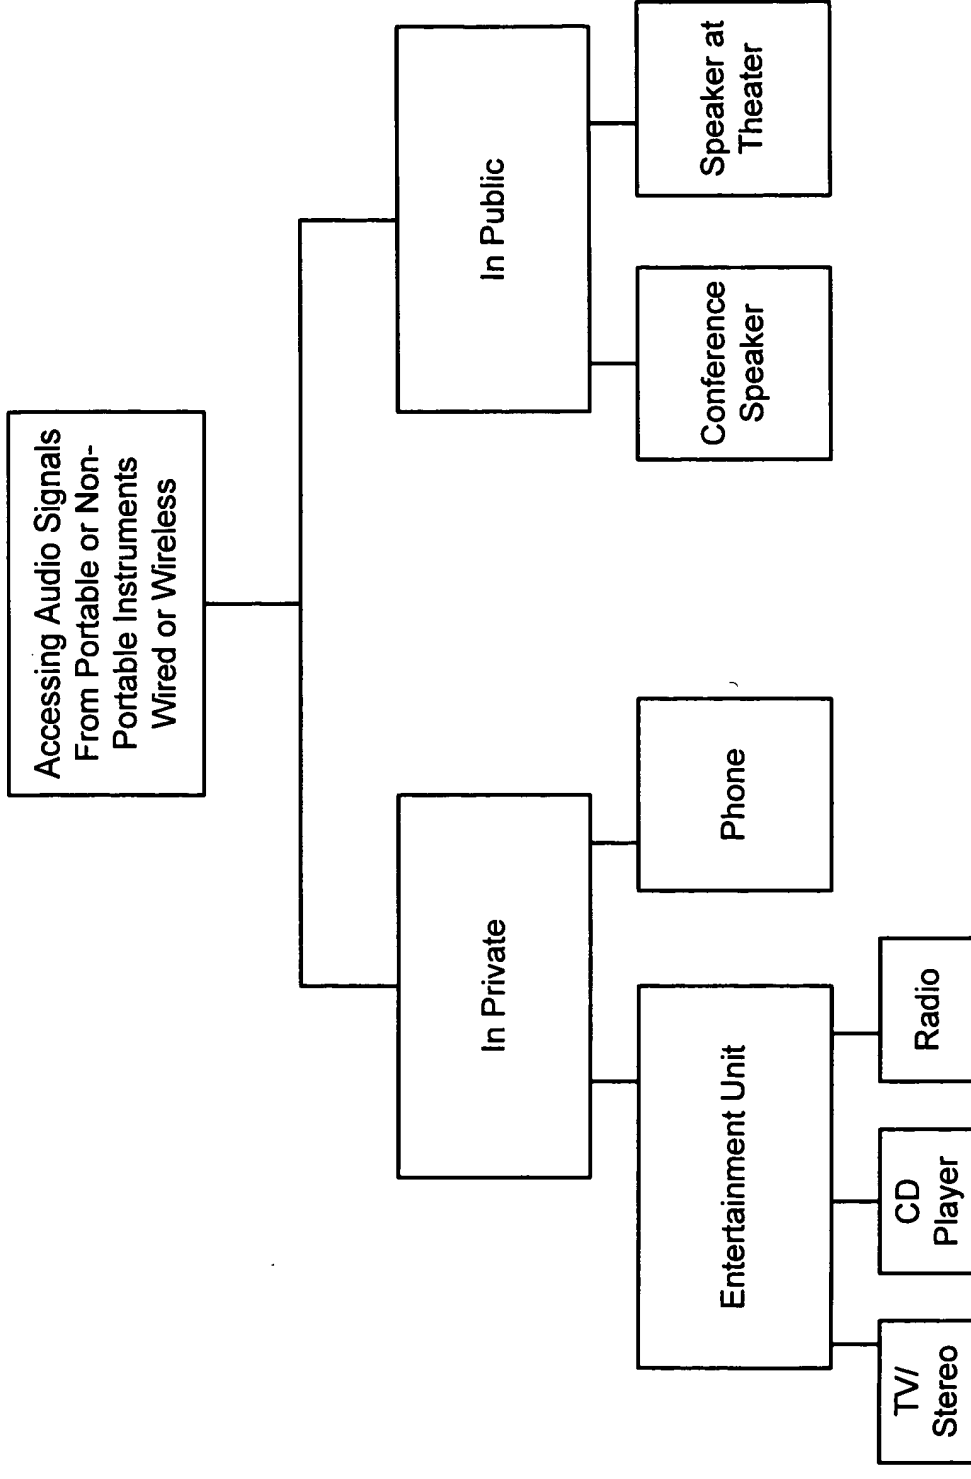 Accessing Audio Signals
From Portable or Non-
Portable Instruments
Wired or Wireless
In Private
In Public
Entertainment Unit
Phone
Conference
Speaker
Speaker at
Theater
TV/
Stereo
CD
Player
Radio